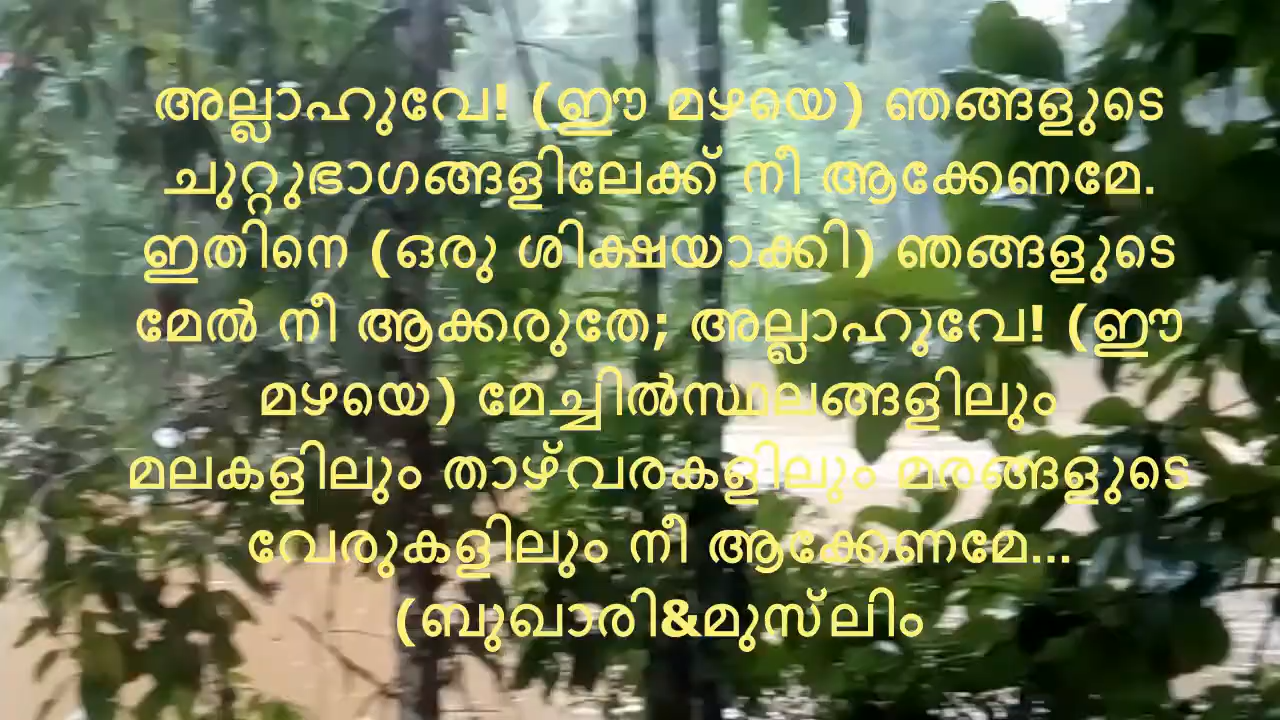 അല്ലാഹുവേ! (ഈ മഴയെ) ഞങ്ങളുടെ
ചുറ്റുഭാഗങ്ങളിലേക്ക് നീ ആക്കേണമേ.
ഇതിനെ (ഒരു ശിക്ഷയാക്കി) ഞങ്ങളുടെ
മേൽ നീ ആക്കരുതേ; അല്ലാഹുവേ! (ഈ
മഴയെ) മേച്ചിൽസ്ഥലങ്ങളിലും
മലകളിലും താഴ്‌വരകളിലും മരങ്ങളുടെ
വേരുകളിലും നീ ആക്കേണമേ...
(ബുഖാരി&മുസ്‌ലിം